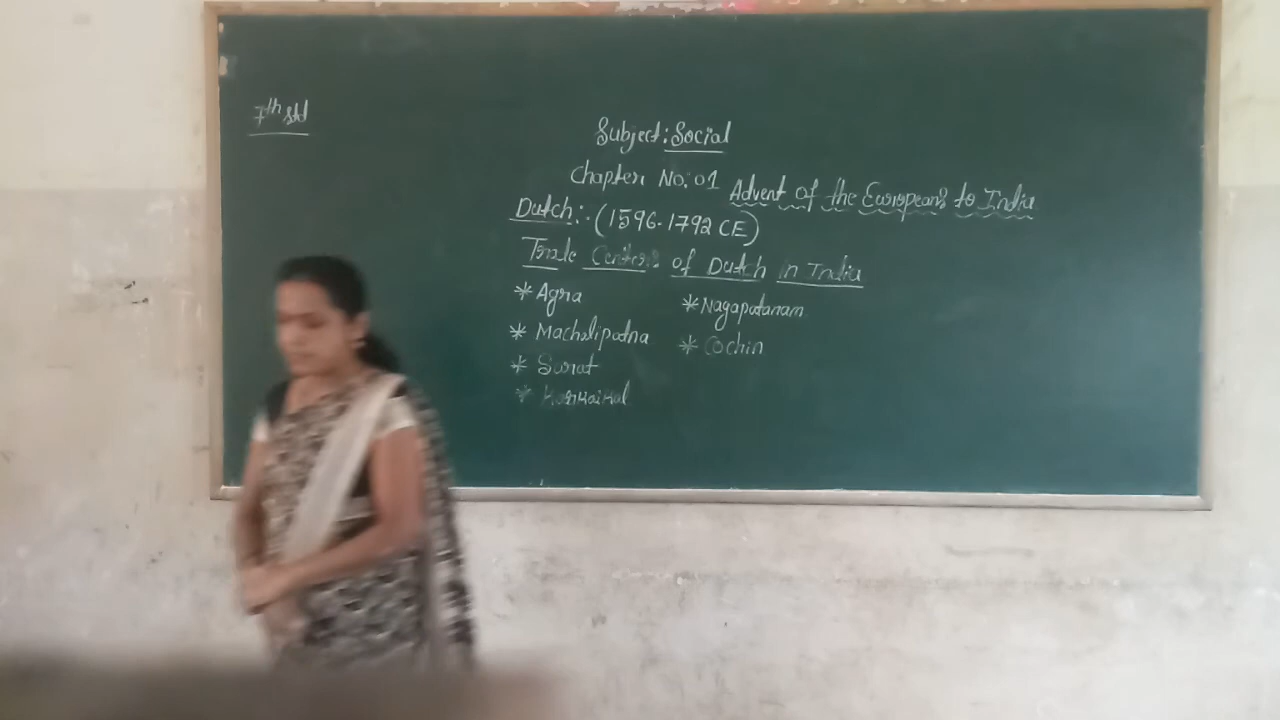 7th std
Subject: Social
Chapter No: 01 Advent of the Europeans to India
Dutch:- (1596-1792 CE)
Trade Centers of Dutch in India
* Agra
* Nagapatanam
* Machalipatna
* Cochin
* Surat
* Karaikal